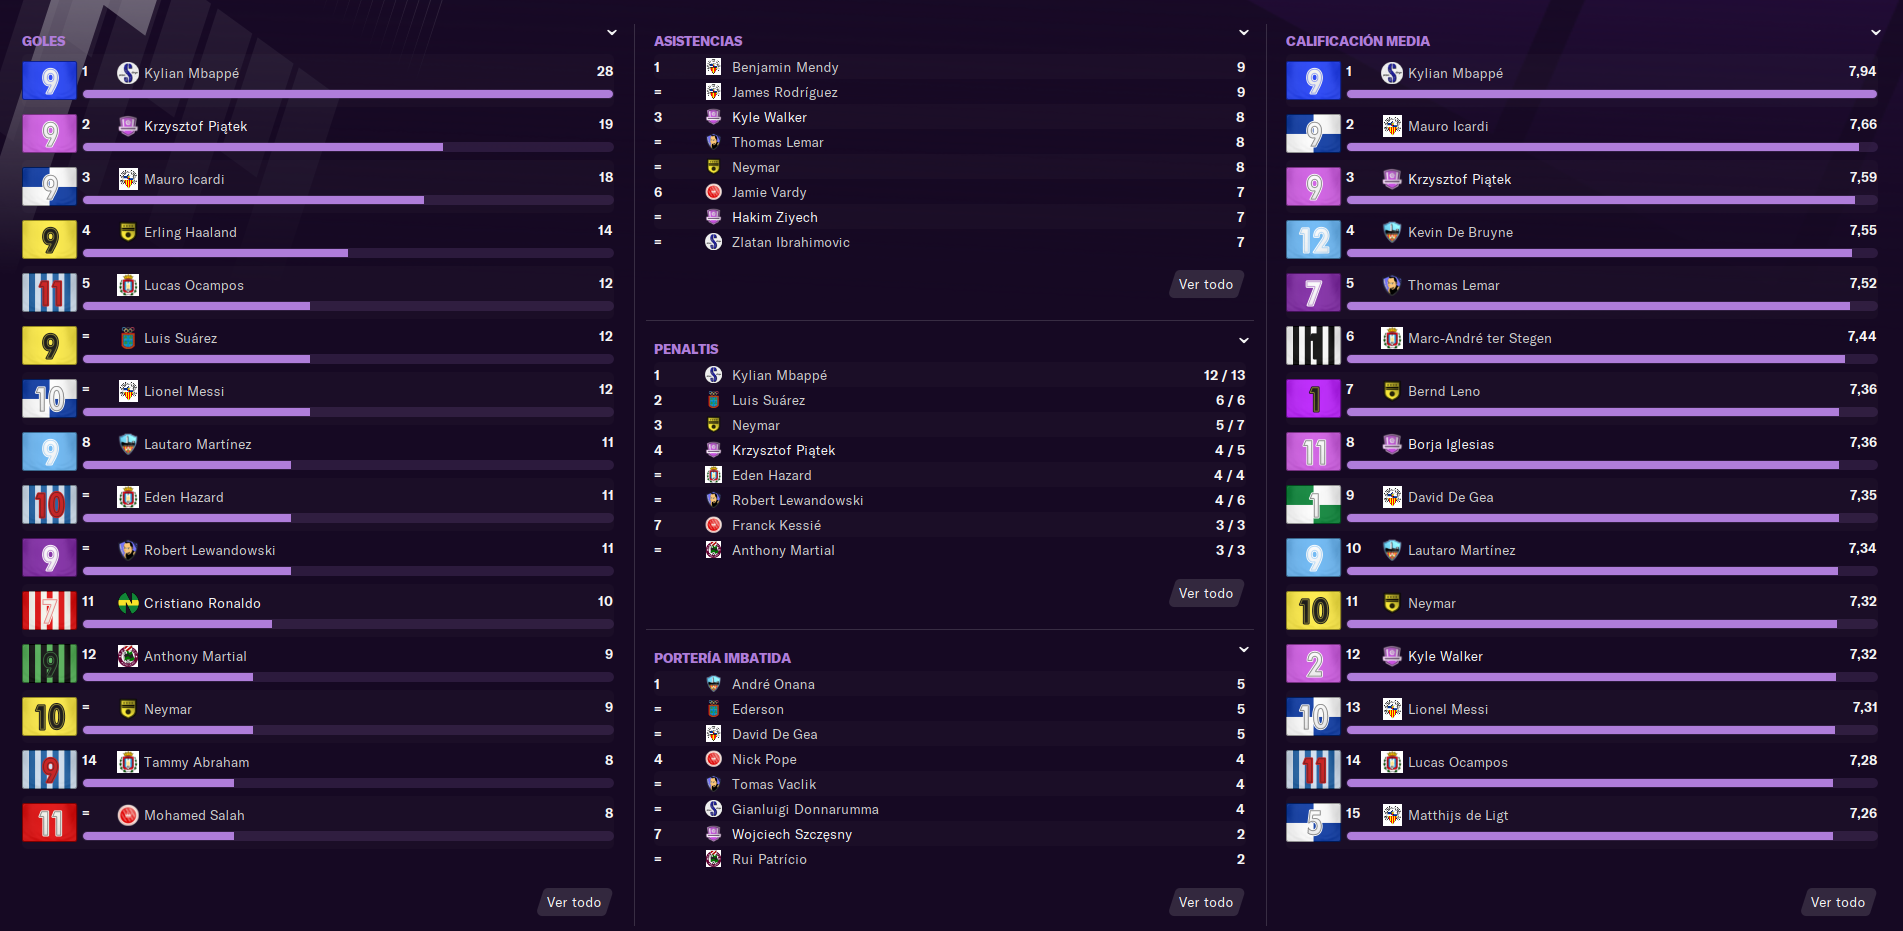 GOLES
9 1 Kylian Mbappé 28
9 2 Krzysztof Piątek 19
9 3 Mauro Icardi 18
9 4 Erling Haaland 14
11 5 Lucas Ocampos 12
9 = Luis Suárez 12
10 = Lionel Messi 12
9 8 Lautaro Martínez 11
10 = Eden Hazard 11
9 = Robert Lewandowski 11
7 11 Cristiano Ronaldo 10
9 12 Anthony Martial 9
10 = Neymar 9
9 14 Tammy Abraham 8
11 = Mohamed Salah 8
Ver todo
ASISTENCIAS
1 Benjamin Mendy 9
= James Rodríguez 9
3 Kyle Walker 8
= Thomas Lemar 8
= Neymar 8
6 Jamie Vardy 7
= Hakim Ziyech 7
= Zlatan Ibrahimovic 7
Ver todo
PENALTIS
1 Kylian Mbappé 12 / 13
2 Luis Suárez 6 / 6
3 Neymar 5 / 7
4 Krzysztof Piątek 4 / 5
= Eden Hazard 4 / 4
= Robert Lewandowski 4 / 6
7 Franck Kessié 3 / 3
= Anthony Martial 3 / 3
Ver todo
PORTERÍA IMBATIDA
1 André Onana 5
= Ederson 5
= David De Gea 5
4 Nick Pope 4
= Tomas Vaclik 4
= Gianluigi Donnarumma 4
7 Wojciech Szczęsny 2
= Rui Patrício 2
Ver todo
CALIFICACIÓN MEDIA
9 1 Kylian Mbappé 7,94
9 2 Mauro Icardi 7,66
9 3 Krzysztof Piątek 7,59
12 4 Kevin De Bruyne 7,55
7 5 Thomas Lemar 7,52
6 Marc-André ter Stegen 7,44
1 7 Bernd Leno 7,36
11 8 Borja Iglesias 7,36
1 9 David De Gea 7,35
9 10 Lautaro Martínez 7,34
10 11 Neymar 7,32
2 12 Kyle Walker 7,32
10 13 Lionel Messi 7,31
11 14 Lucas Ocampos 7,28
5 15 Matthijs de Ligt 7,26
Ver todo